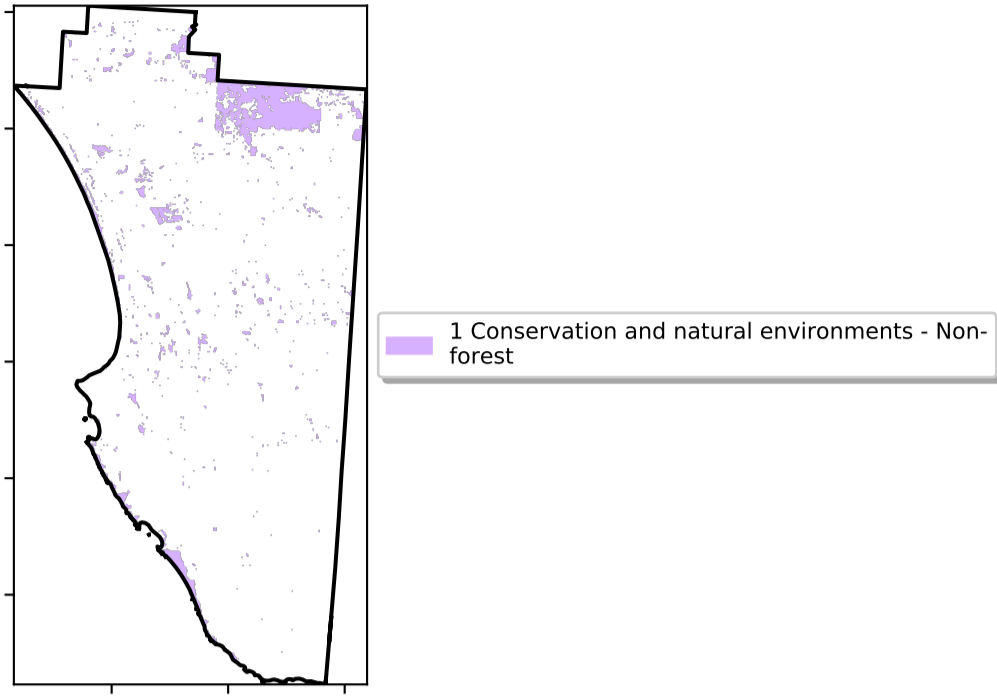 1 Conservation and natural environments - Non-
forest